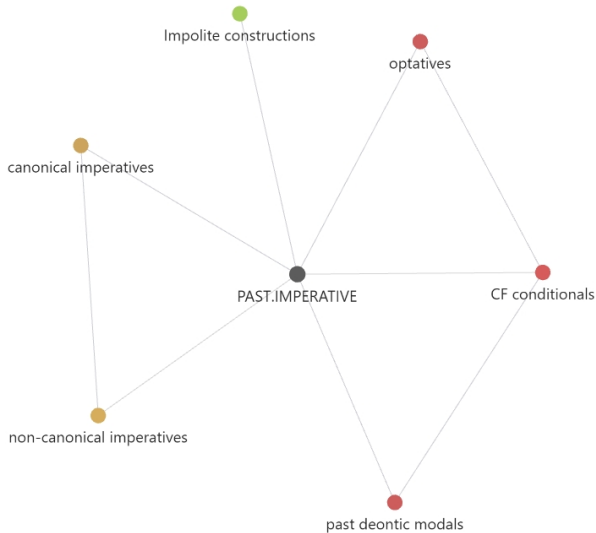 Impolite constructions
optatives
canonical imperatives
PAST.IMPERATIVE
CF conditionals
non-canonical imperatives
past deontic modals